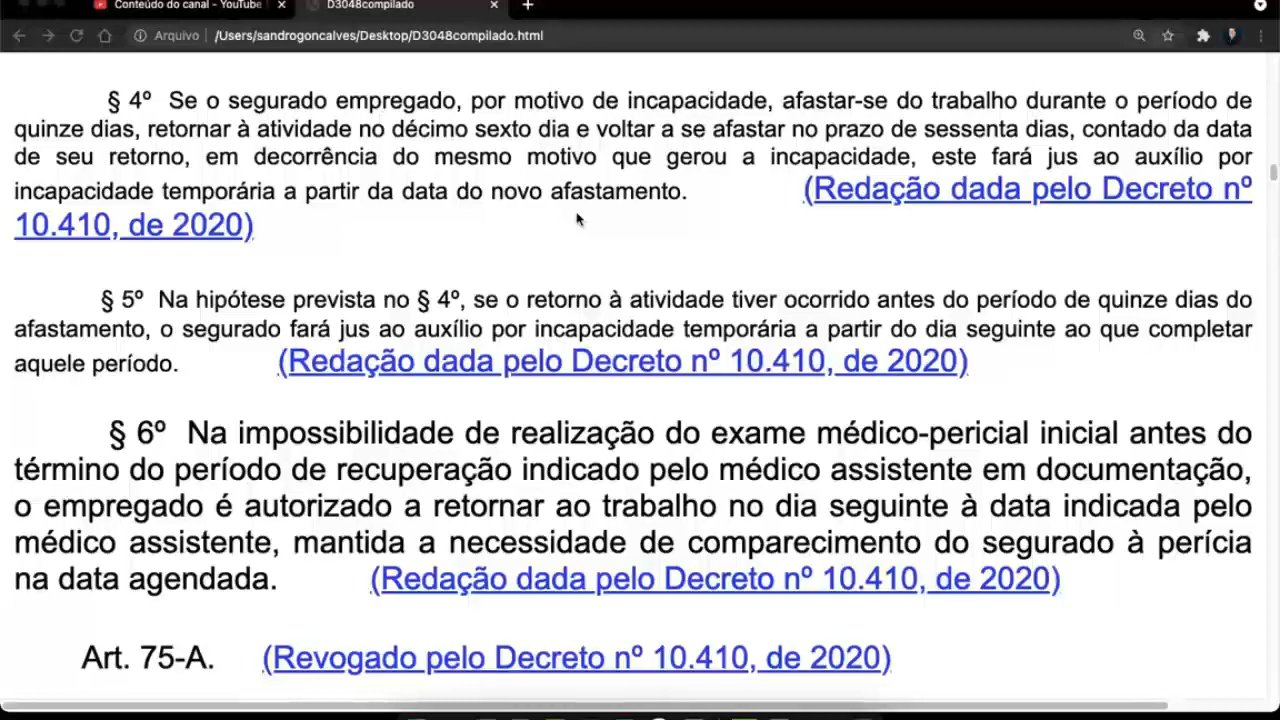 Conteúdo do canal - YouTube
D3048compilado
Arquivo /Users/sandrogoncalves/Desktop/D3048compilado.html
§ 4º Se o segurado empregado, por motivo de incapacidade, afastar-se do trabalho durante o período de
quinze dias, retornar à atividade no décimo sexto dia e voltar a se afastar no prazo de sessenta dias, contado da data
de seu retorno, em decorrência do mesmo motivo que gerou a incapacidade, este fará jus ao auxílio por
incapacidade temporária a partir da data do novo afastamento. (Redação dada pelo Decreto nº
10.410, de 2020)
§ 5º Na hipótese prevista no § 4º, se o retorno à atividade tiver ocorrido antes do período de quinze dias do
afastamento, o segurado fará jus ao auxílio por incapacidade temporária a partir do dia seguinte ao que completar
aquele período. (Redação dada pelo Decreto nº 10.410, de 2020)
§ 6º Na impossibilidade de realização do exame médico-pericial inicial antes do
término do período de recuperação indicado pelo médico assistente em documentação,
o empregado é autorizado a retornar ao trabalho no dia seguinte à data indicada pelo
médico assistente, mantida a necessidade de comparecimento do segurado à perícia
na data agendada. (Redação dada pelo Decreto nº 10.410, de 2020)
Art. 75-A. (Revogado pelo Decreto nº 10.410, de 2020)